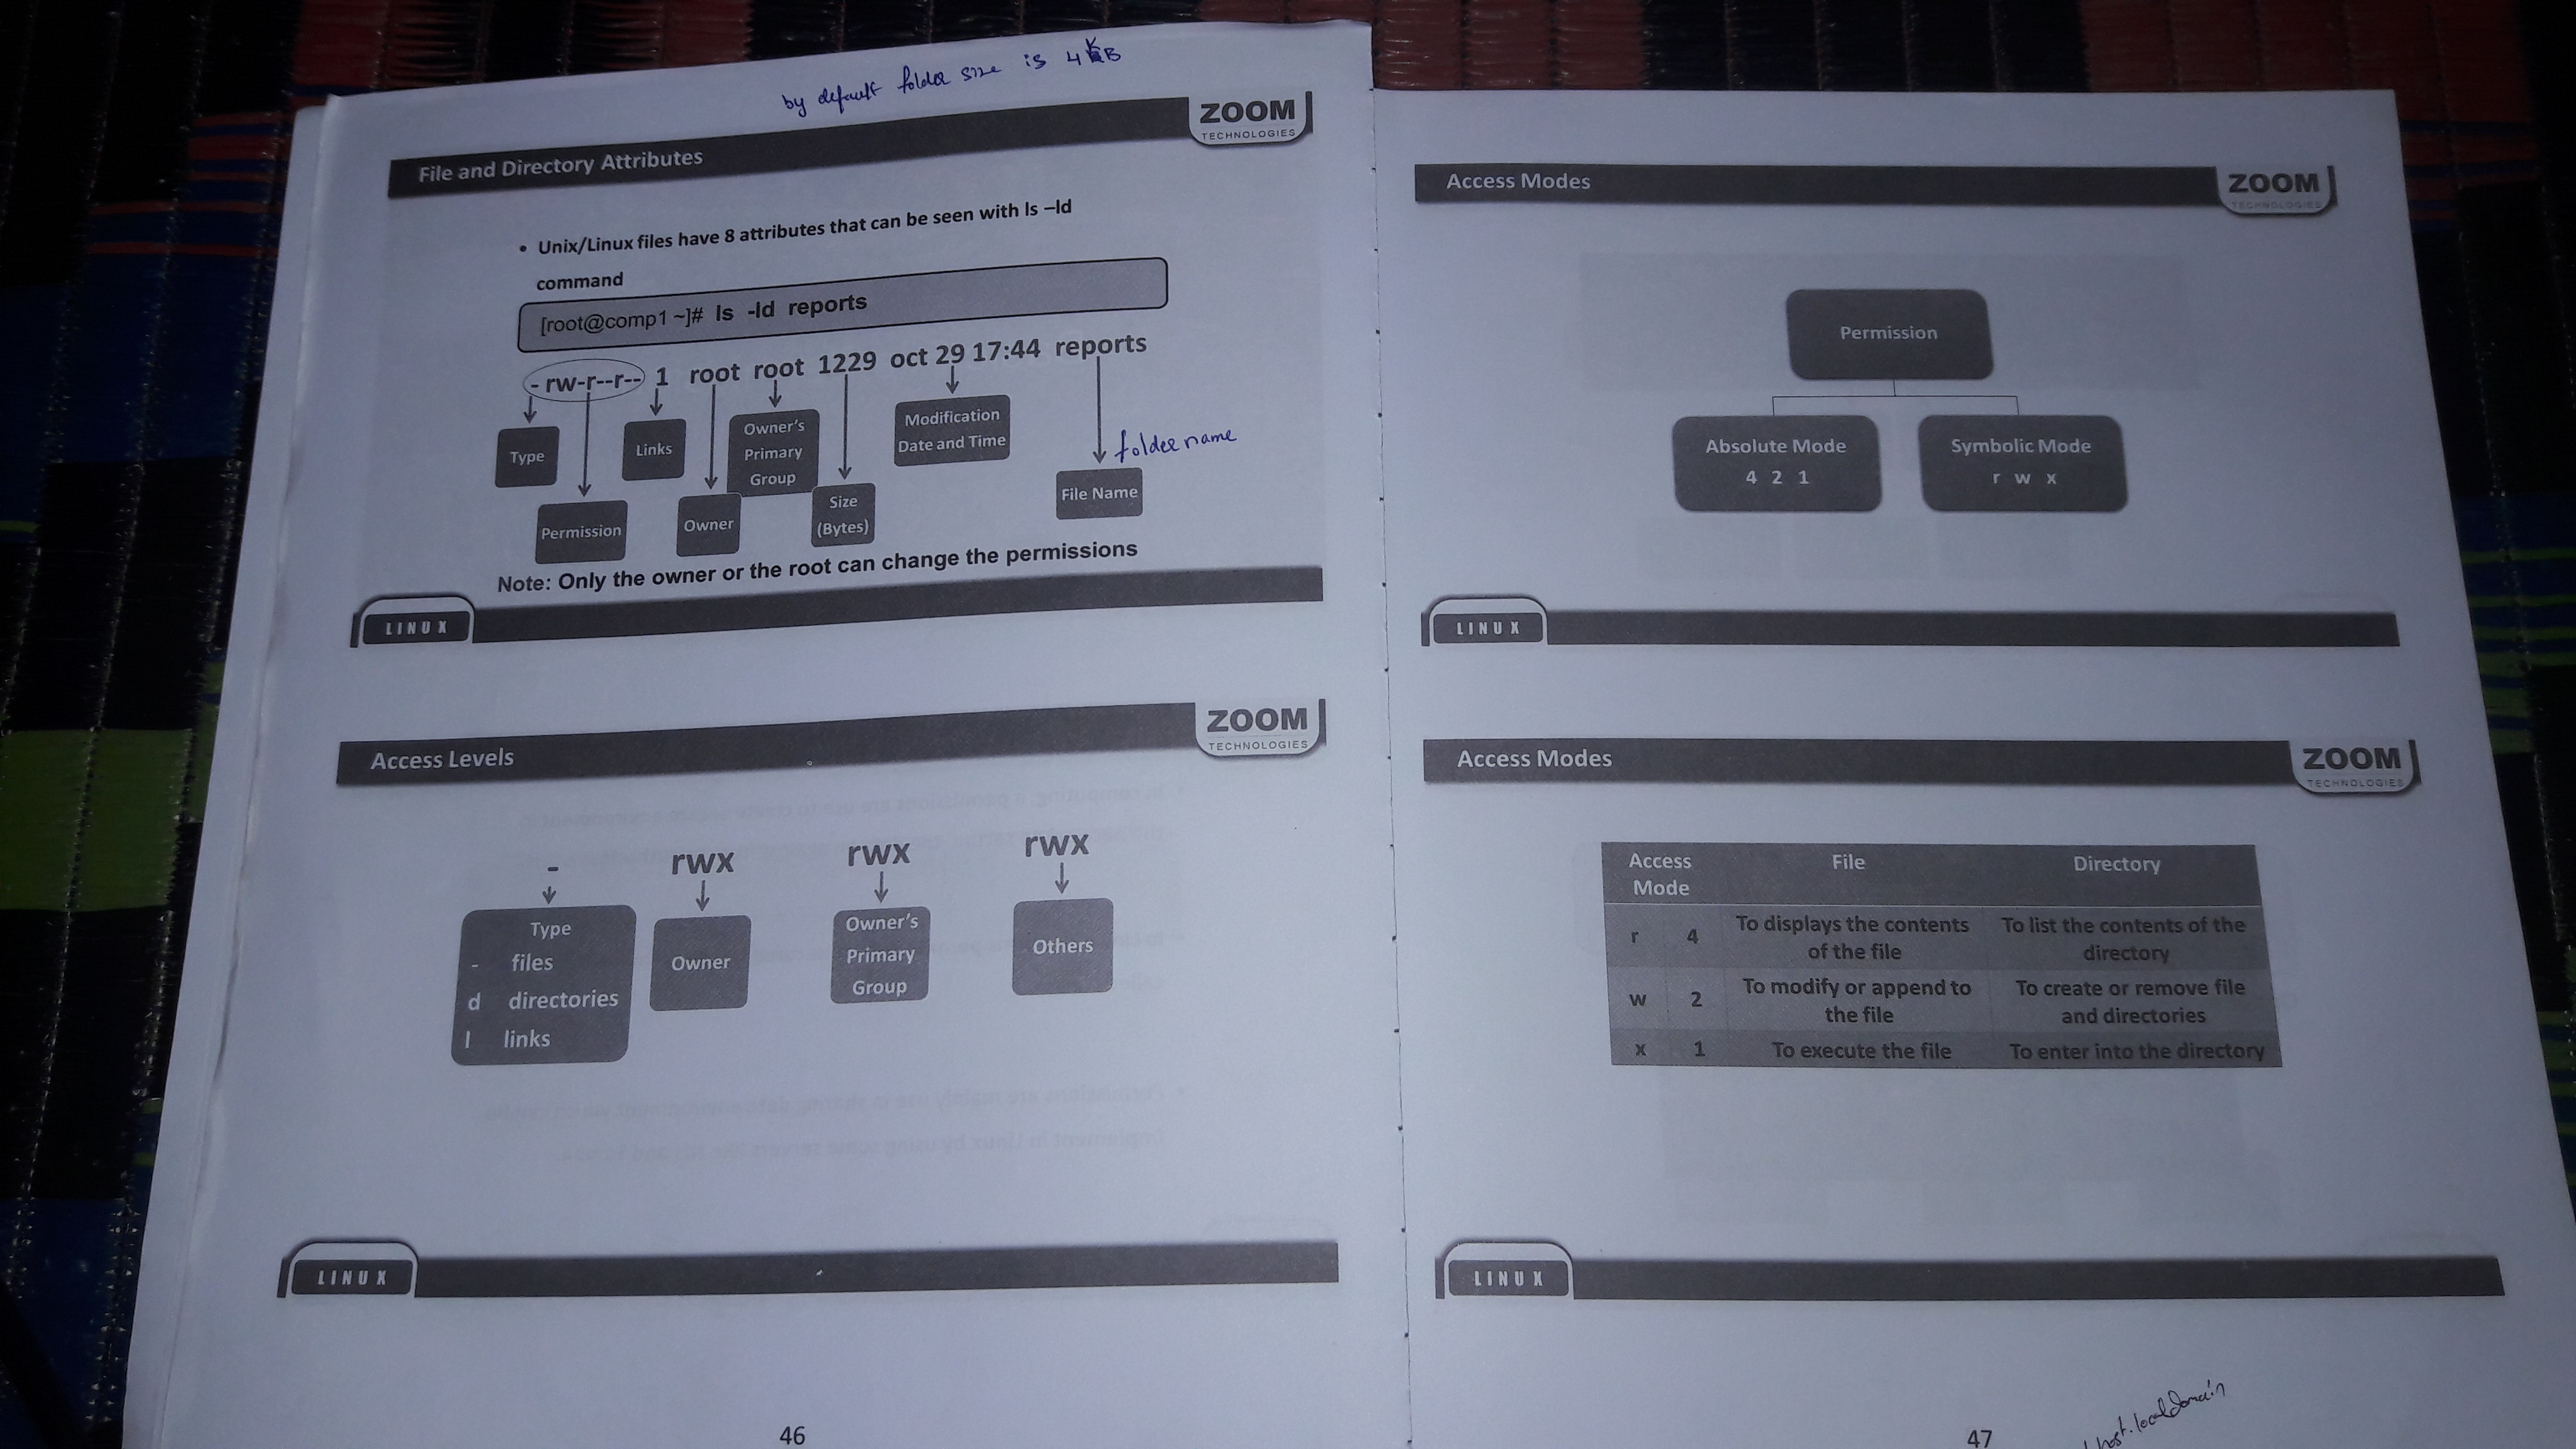 by default folder size is 4KB
ZOOM
TECHNOLOGIES
File and Directory Attributes
• Unix/Linux files have 8 attributes that can be seen with ls –ld
command
[root@comp1 ~]# ls -ld reports
- rw-r--r-- 1 root root 1229 oct 29 17:44 reports
Type
Permission
Links
Owner
Owner's
Primary
Group
Size
(Bytes)
Modification
Date and Time
folder name
File Name
Note: Only the owner or the root can change the permissions
LINUX
ZOOM
TECHNOLOGIES
Access Levels
- rwx rwx rwx
Type
- files
d directories
l links
Owner
Owner's
Primary
Group
Others
LINUX
46
Access Modes
ZOOM
TECHNOLOGIES
Permission
Absolute Mode
4 2 1
Symbolic Mode
r w x
LINUX
Access Modes
ZOOM
TECHNOLOGIES
Access
Mode
File
Directory
r 4
To displays the contents
of the file
To list the contents of the
directory
w 2
To modify or append to
the file
To create or remove file
and directories
x 1
To execute the file
To enter into the directory
LINUX
47
host.localdomain